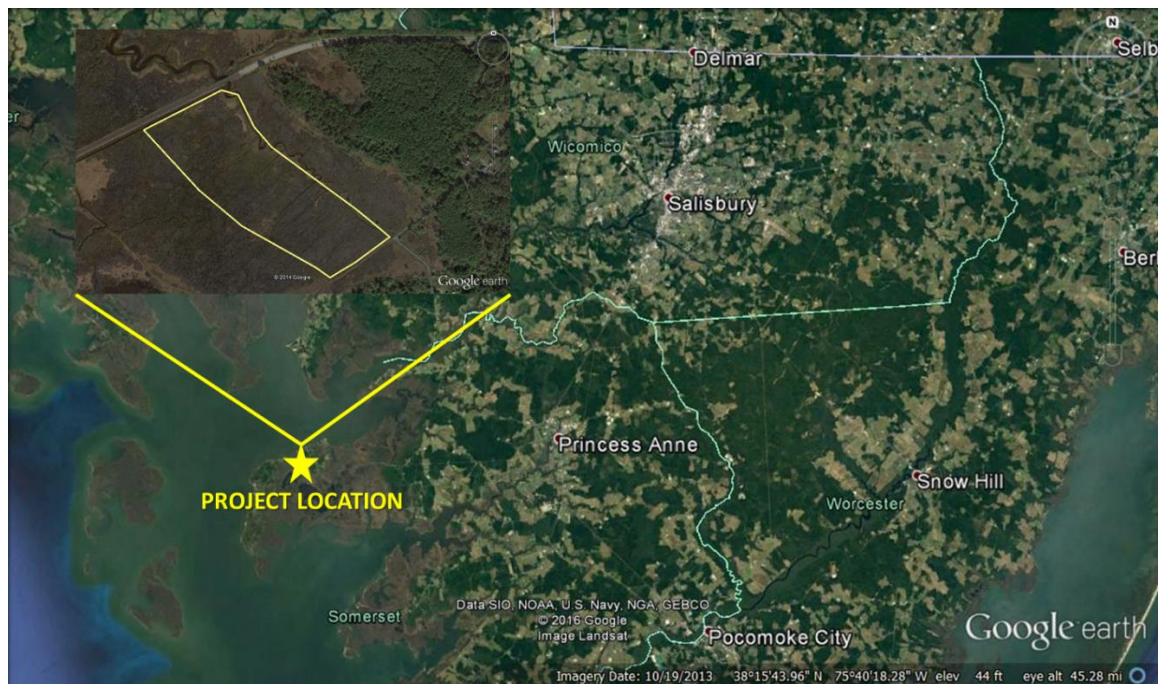 N
Selb
Delmar
er
Wicomico
Salisbury
Berl
© 2014 Google
Google earth
Princess Anne
PROJECT LOCATION
Snow Hill
Worcester
Data SIO, NOAA, U.S. Navy, NGA, GEBCO
© 2016 Google
Image Landsat
Somerset
Google earth
Pocomoke City
Imagery Date: 10/19/2013 38°15'43.96" N 75°40'18.28" W elev 44 ft eye alt 45.28 mi